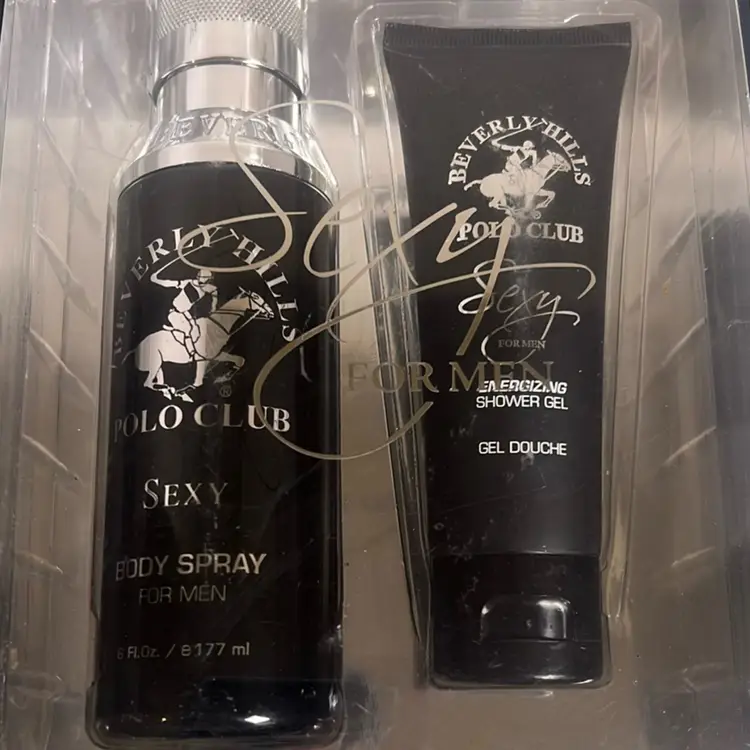 BEVERLY HILLS
POLO CLUB
SEXY
BODY SPRAY
FOR MEN
6 Fl.Oz. / e 177 ml
Sexy
FOR MEN
BEVERLY HILLS
POLO CLUB
Sexy
FOR MEN
ENERGIZING
SHOWER GEL
GEL DOUCHE